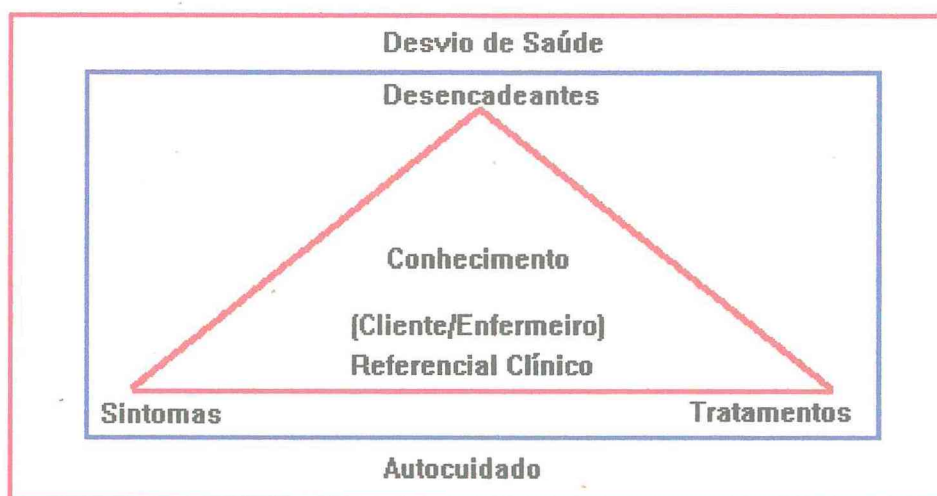 Desvio de Saúde
Desencadeantes
Conhecimento
(Cliente/Enfermeiro)
Referencial Clínico
Sintomas Tratamentos
Autocuidado